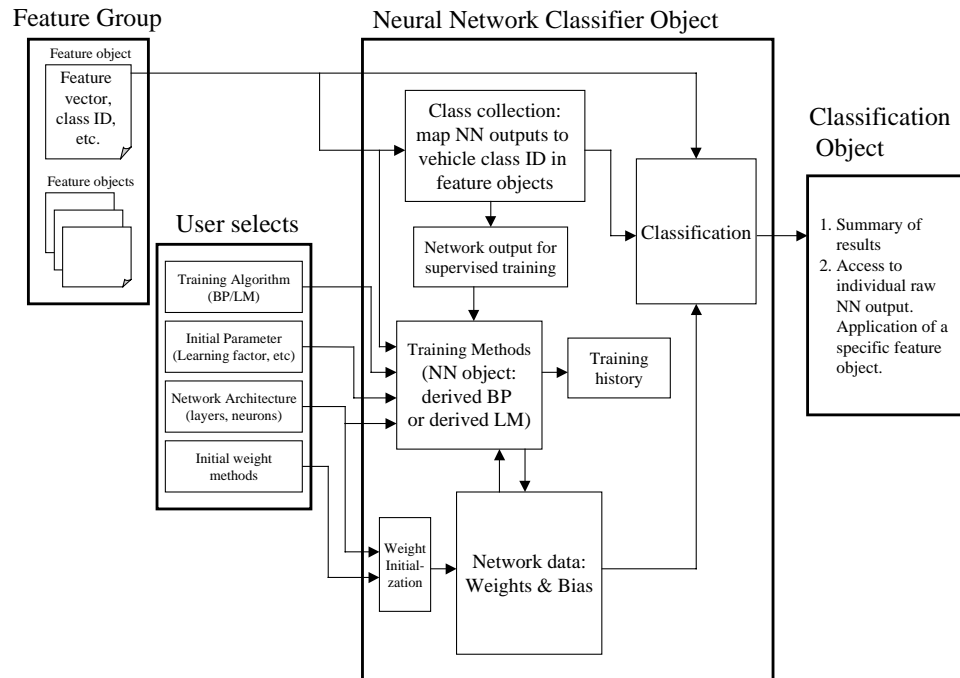 Feature Group
Feature object
Feature
vector,
class ID,
etc.
Feature objects
User selects
Training Algorithm
(BP/LM)
Initial Parameter
(Learning factor, etc)
Network Architecture
(layers, neurons)
Initial weight
methods
Neural Network Classifier Object
Class collection:
map NN outputs to
vehicle class ID in
feature objects
Network output for
supervised training
Training Methods
(NN object:
derived BP
or derived LM)
Training
history
Weight
Initial-
zation
Network data:
Weights & Bias
Classification
Classification
Object
1. Summary of
results
2. Access to
individual raw
NN output.
Application of a
specific feature
object.